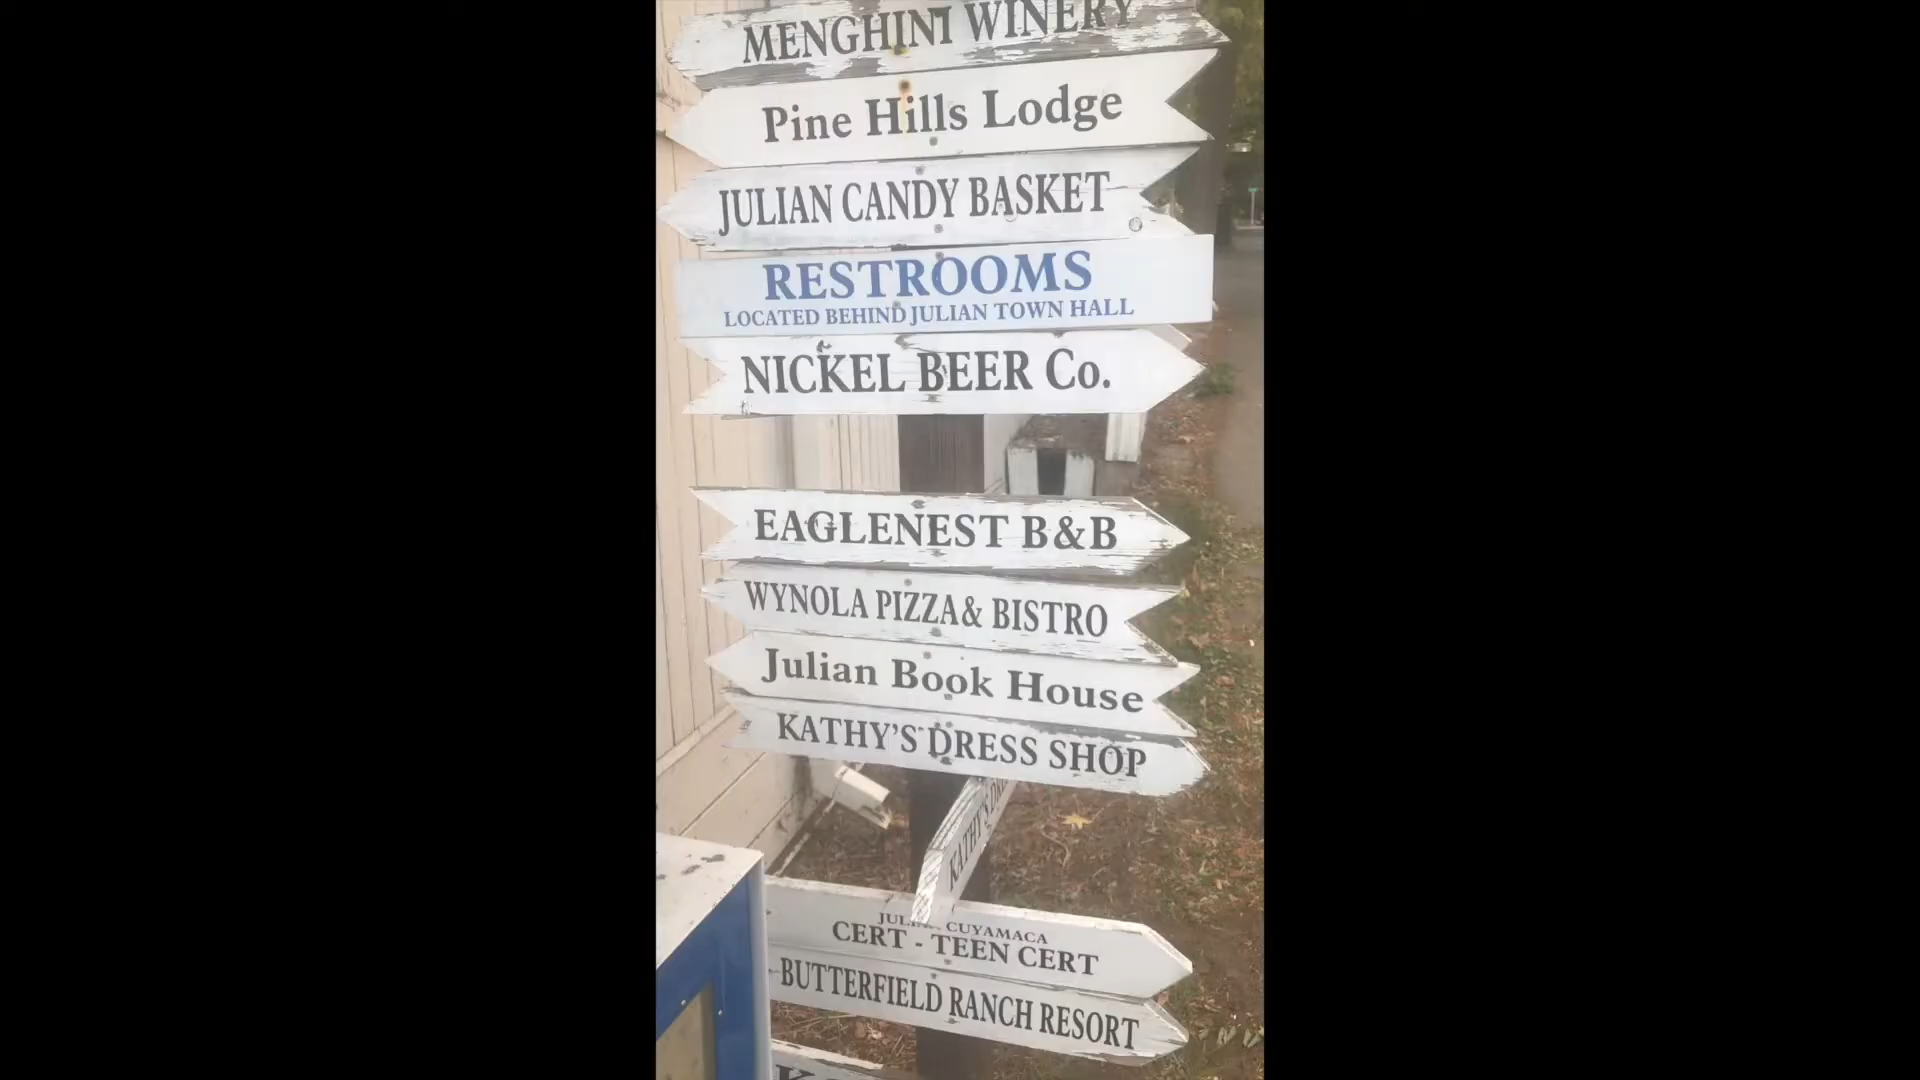 MENGHINI WINERY
Pine Hills Lodge
JULIAN CANDY BASKET
RESTROOMS
LOCATED BEHIND JULIAN TOWN HALL
NICKEL BEER Co.
EAGLENEST B&B
WYNOLA PIZZA & BISTRO
Julian Book House
KATHY'S DRESS SHOP
KATHY'S
CUYAMACA
CERT - TEEN CERT
BUTTERFIELD RANCH RESORT